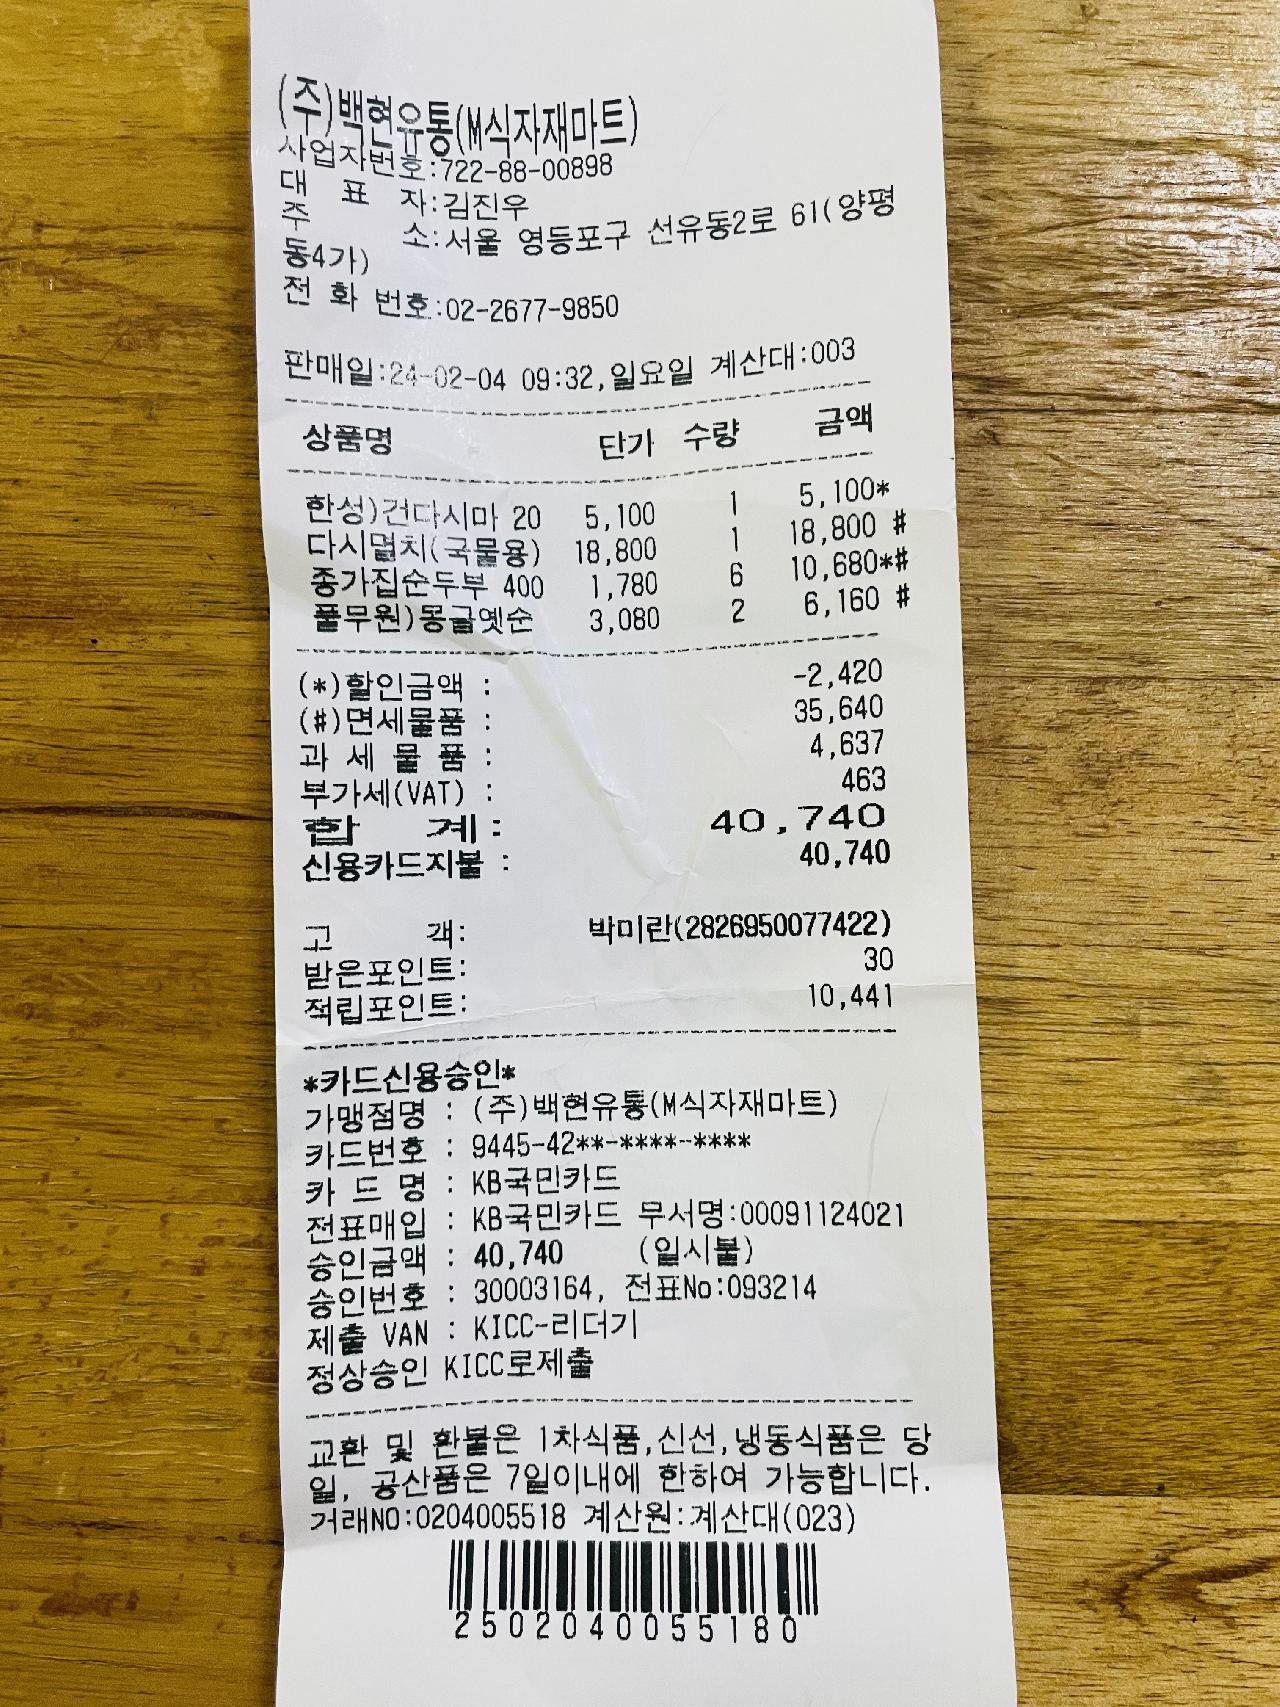 (주)백현유통(M식자재마트)
사업자번호:722-88-00898
대 표 자:김진우
주 소:서울 영등포구 선유동2로 61(양평
동4가)
전 화 번호:02-2677-9850
판매일:24-02-04 09:32,일요일 계산대:003
상품명 단가 수량 금액
한성)건다시마 20 5,100 1 5,100*
다시멸치(국물용) 18,800 1 18,800 #
종가집순두부 400 1,780 6 10,680*#
풀무원)몽글옛순 3,080 2 6,160 #
(*)할인금액 : -2,420
(#)면세물품 : 35,640
과 세 물 품 : 4,637
부가세(VAT) : 463
합 계: 40,740
신용카드지불 : 40,740
고 객: 박미란(2826950077422)
받은포인트: 30
적립포인트: 10,441
*카드신용승인*
가맹점명 : (주)백현유통(M식자재마트)
카드번호 : 9445-42**-****-****
카 드 명 : KB국민카드
전표매입 : KB국민카드 무서명:00091124021
승인금액 : 40,740 (일시불)
승인번호 : 30003164, 전표No:093214
제출 VAN : KICC-리더기
정상승인 KICC로제출
교환 및 환불은 1차식품,신선,냉동식품은 당
일, 공산품은 7일이내에 한하여 가능합니다.
거래NO:0204005518 계산원:계산대(023)
2502040055180